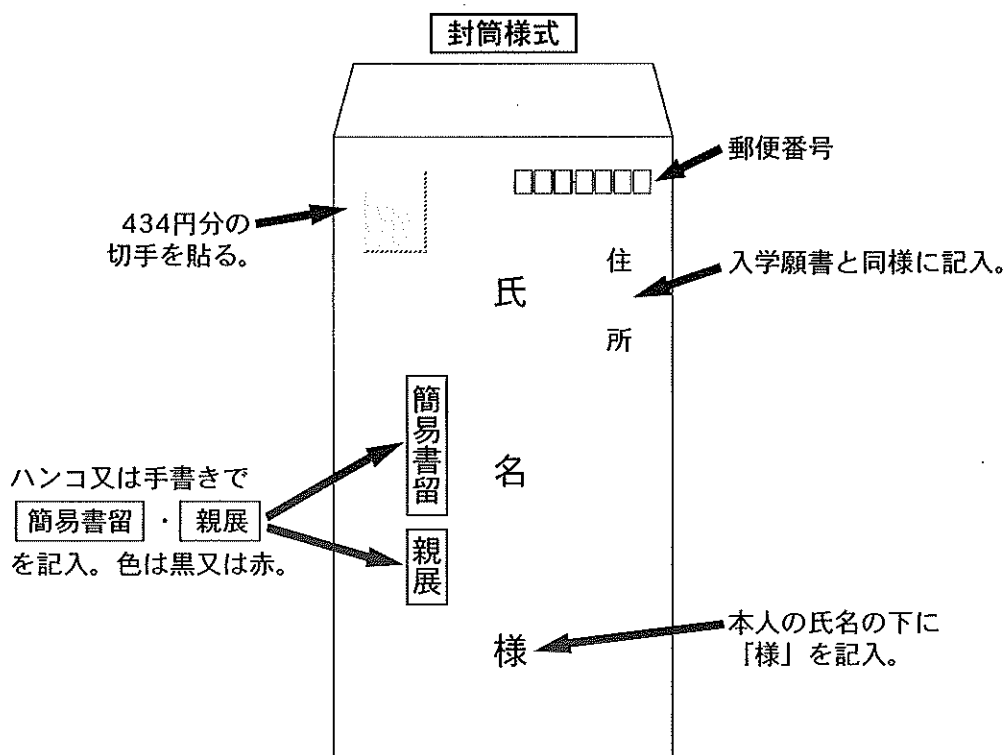 封筒様式
郵便番号
434円分の
切手を貼る。
住所
入学願書と同様に記入。
氏名様
簡易書留
親展
ハンコ又は手書きで
簡易書留・親展
を記入。色は黒又は赤。
本人の氏名の下に
「様」を記入。